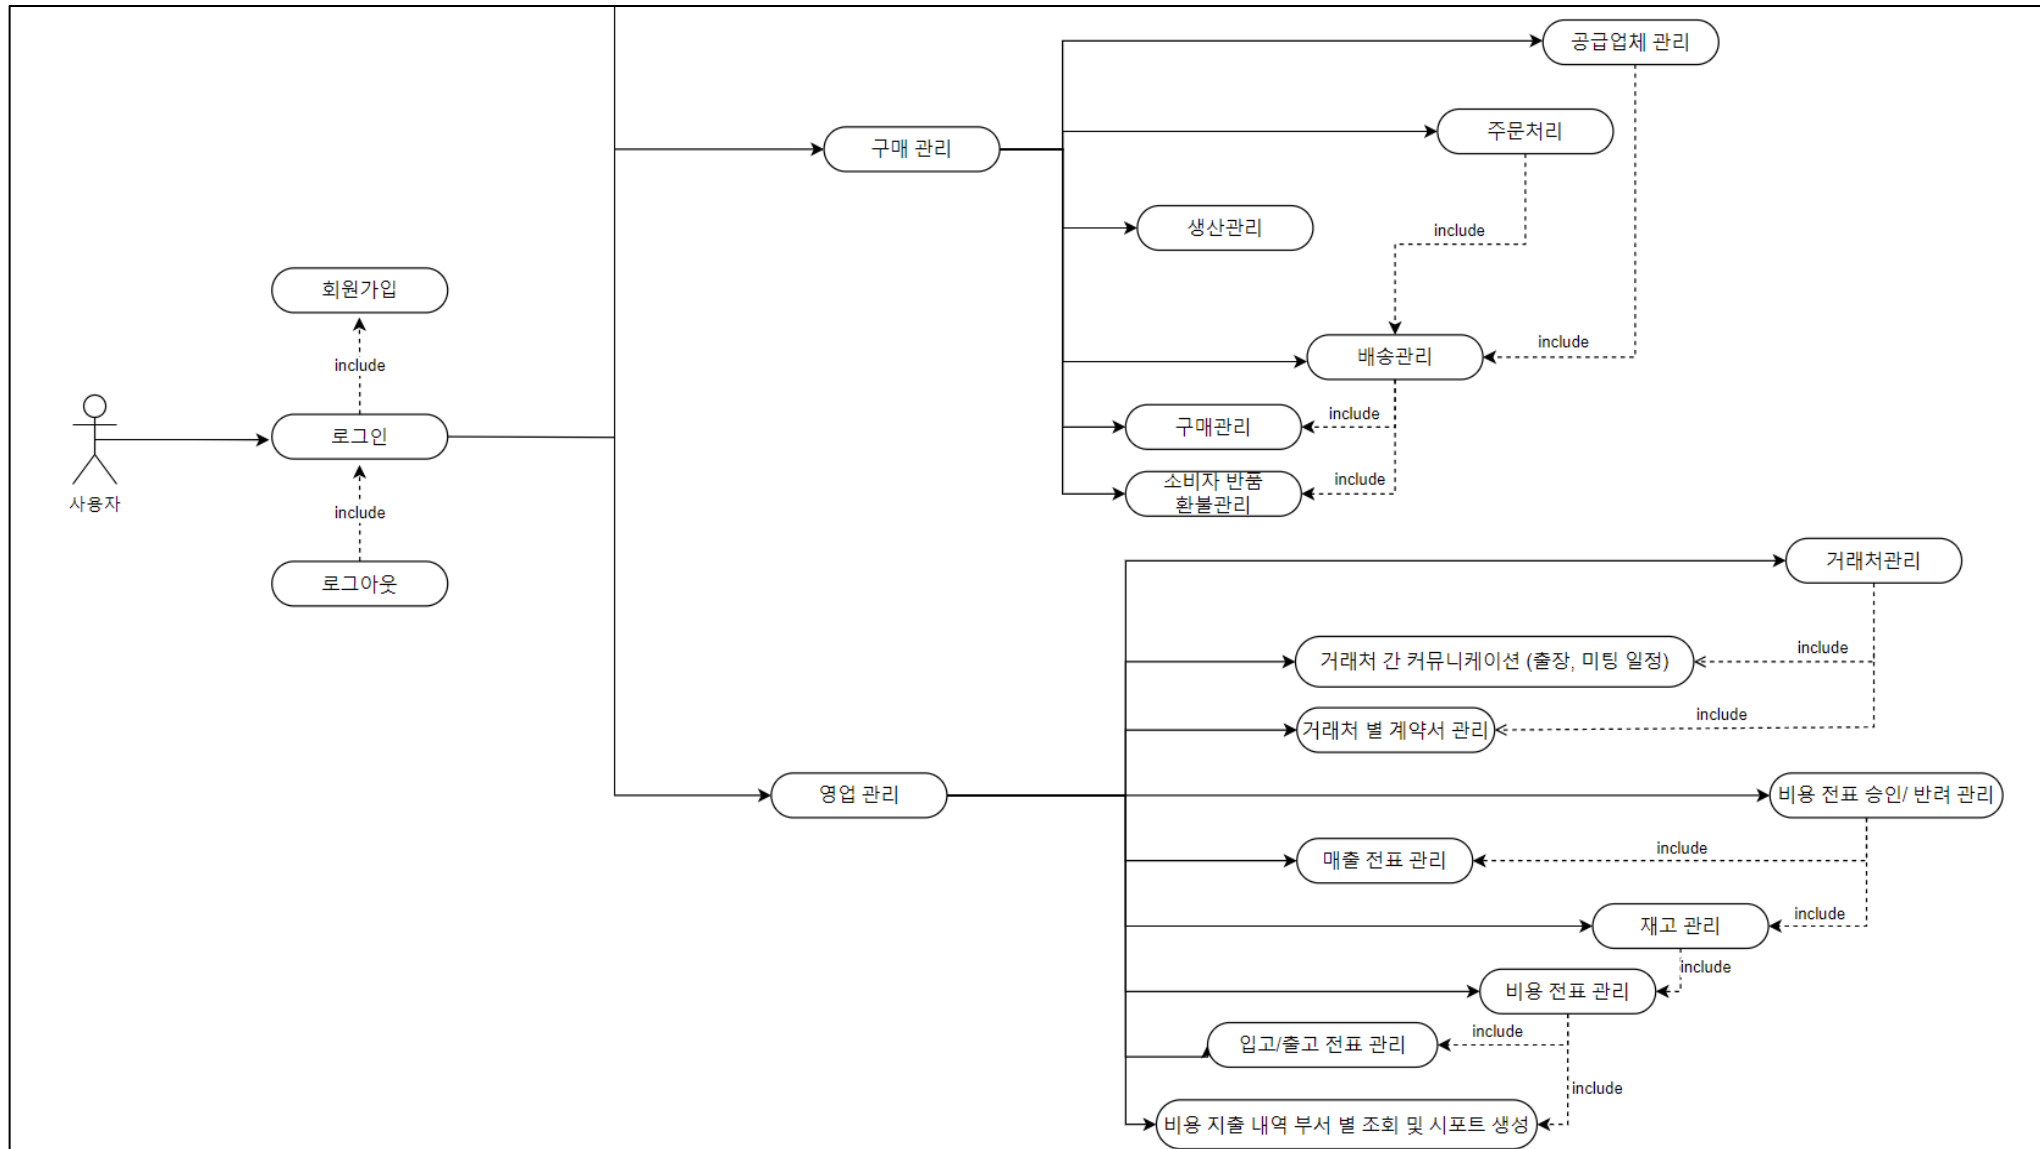 공급업체 관리
주문처리
구매 관리
생산관리
include
회원가입
include
배송관리
include
include
구매관리
로그인
include
소비자 반품
환불관리
사용자
include
로그아웃
거래처관리
include
거래처 간 커뮤니케이션 (출장, 미팅 일정)
include
거래처 별 계약서 관리
영업 관리
비용 전표 승인/ 반려 관리
include
매출 전표 관리
include
재고 관리
include
비용 전표 관리
include
입고/출고 전표 관리
include
비용 지출 내역 부서 별 조회 및 시포트 생성